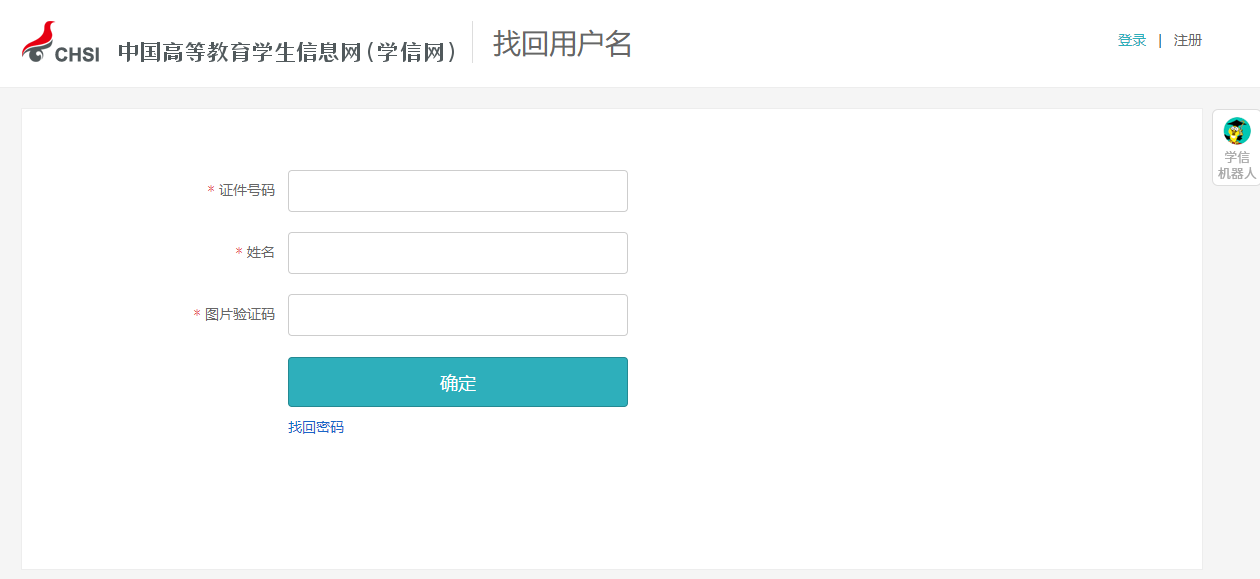 CHSI 中国高等教育学生信息网(学信网) 找回用户名 登录 | 注册
学信
机器人
* 证件号码
* 姓名
* 图片验证码
确定
找回密码